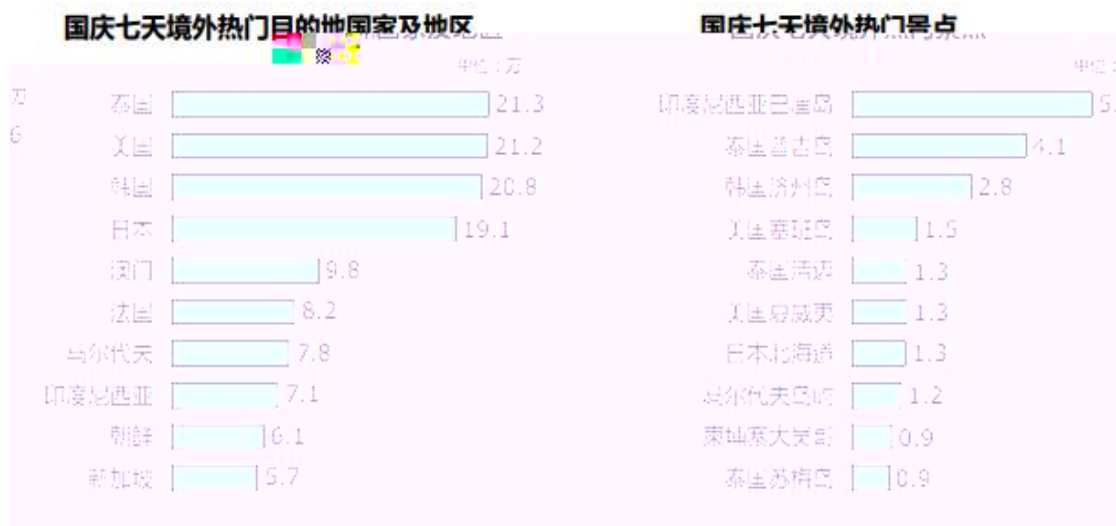 国庆七天境外热门目的地国家及地区
单位：万
泰国 21.3
美国 21.2
韩国 20.8
日本 19.1
澳门 9.8
法国 8.2
马尔代夫 7.8
印度尼西亚 7.1
朝鲜 6.1
新加坡 5.7
万
国庆七天境外热门景点
单位：
印度尼西亚巴厘岛 5.
泰国普吉岛 4.1
韩国济州岛 2.8
美国塞班岛 1.5
泰国清迈 1.3
美国夏威夷 1.3
日本北海道 1.3
马尔代夫岛屿 1.2
柬埔寨大吴哥 0.9
泰国苏梅岛 0.9